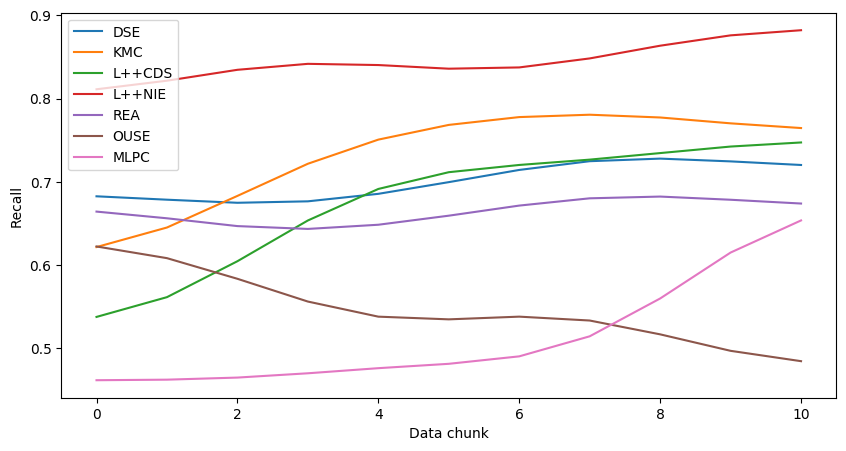 0.9
0.8
0.7
0.6
0.5
Recall
DSE
KMC
L++CDS
L++NIE
REA
OUSE
MLPC
0 2 4 6 8 10
Data chunk